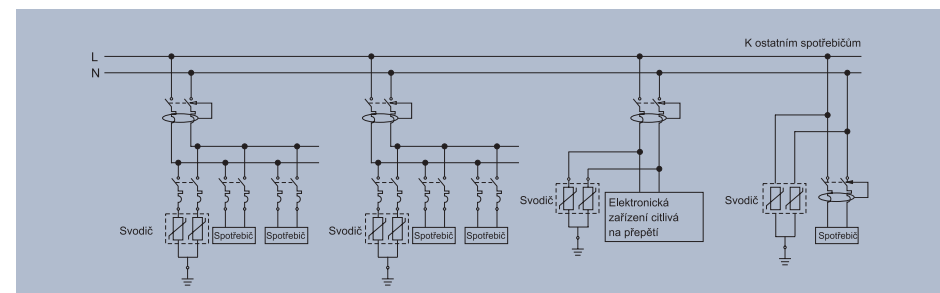 K ostatním spotřebičům
L
N
Svodič
Spotřebič
Spotřebič
Svodič
Spotřebič
Spotřebič
Svodič
Elektronická
zařízení citlivá
na přepětí
Svodič
Spotřebič